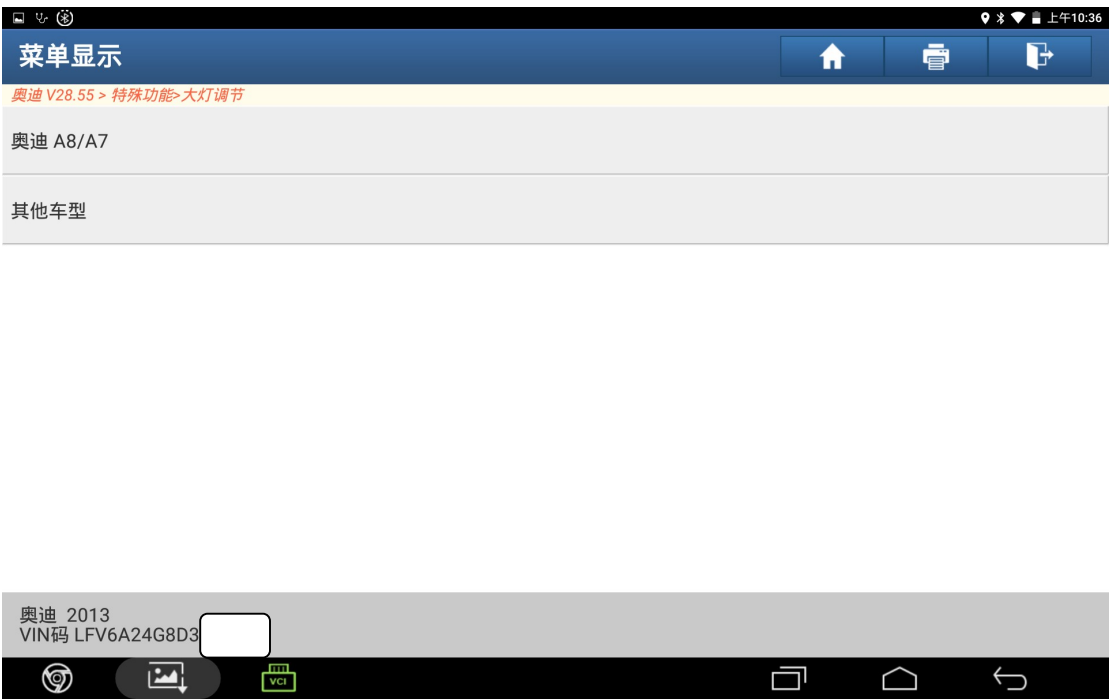 上午10:36
菜单显示
奥迪 V28.55 > 特殊功能>大灯调节
奥迪 A8/A7
其他车型
奥迪 2013
VIN码 LFV6A24G8D3
VCI